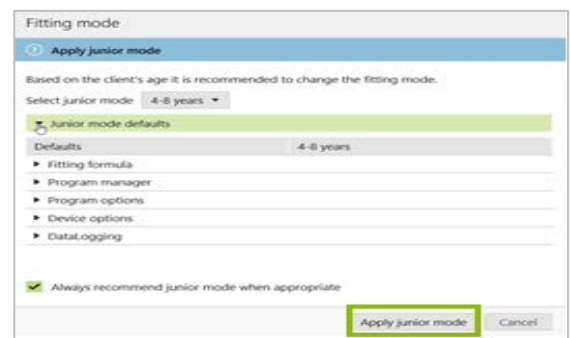 Fitting mode
Apply junior mode
Based on the client's age it is recommended to change the fitting mode.
Select junior mode 4-8 years
Junior mode defaults
Defaults 4-8 years
Fitting formula
Program manager
Program options
Device options
DataLogging
Always recommend junior mode when appropriate
Apply junior mode Cancel